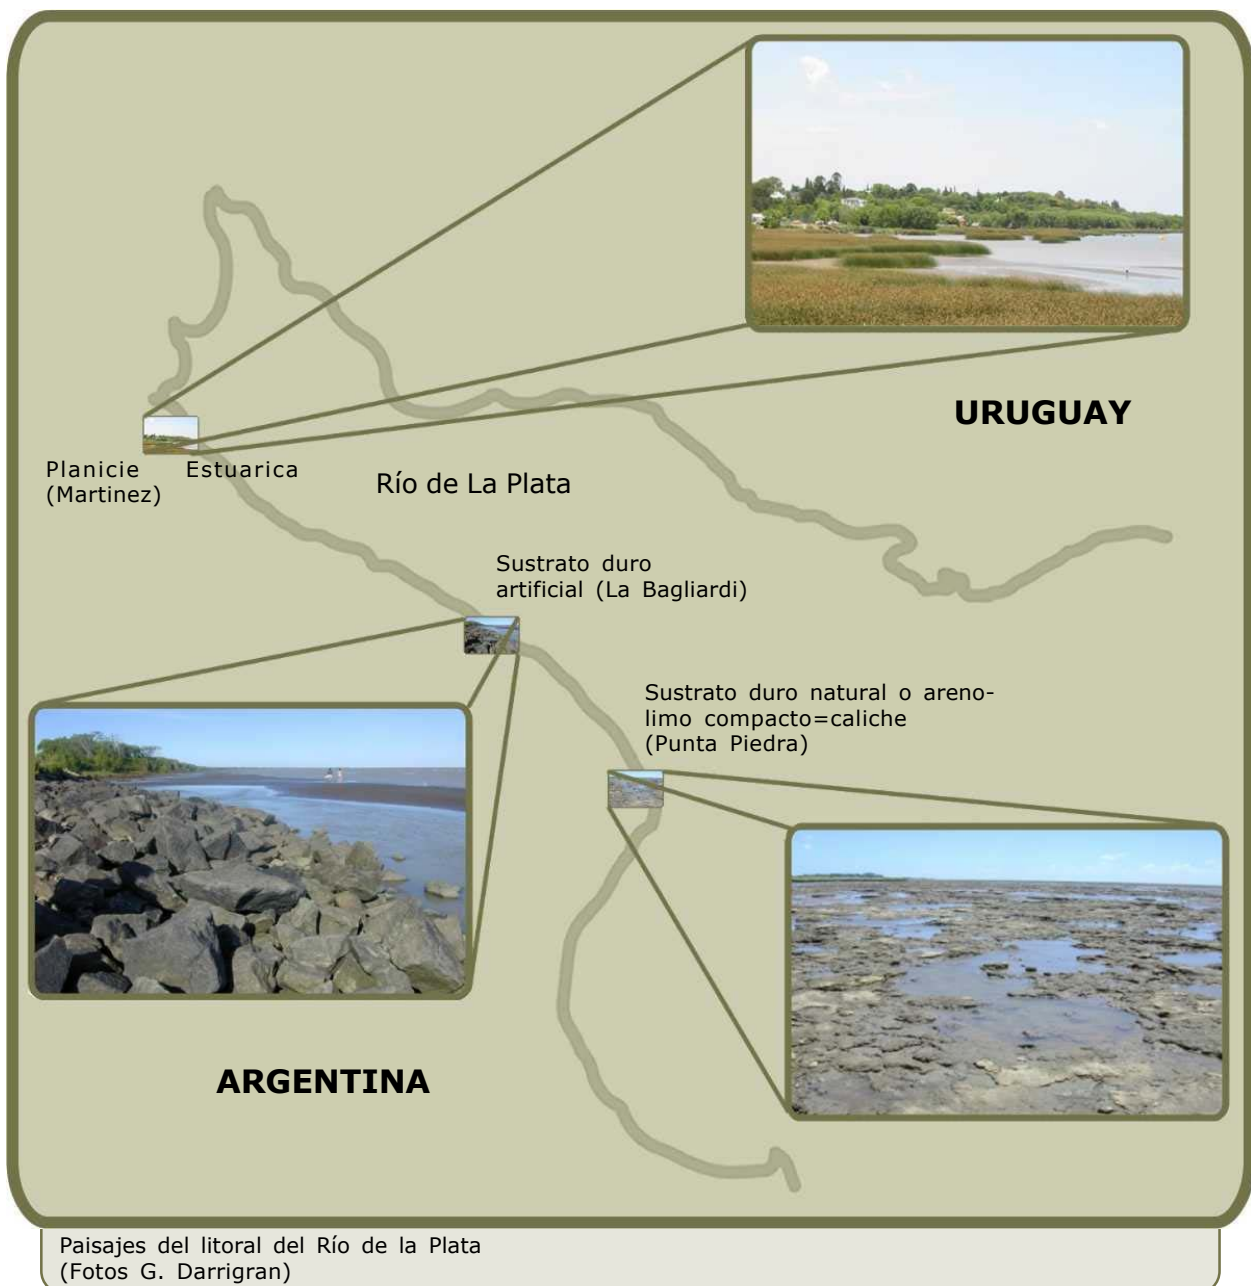 URUGUAY
Planicie Estuarica
(Martinez)
Río de La Plata
Sustrato duro
artificial (La Bagliardi)
Sustrato duro natural o areno-
limo compacto=caliche
(Punta Piedra)
ARGENTINA
Paisajes del litoral del Río de la Plata
(Fotos G. Darrigran)